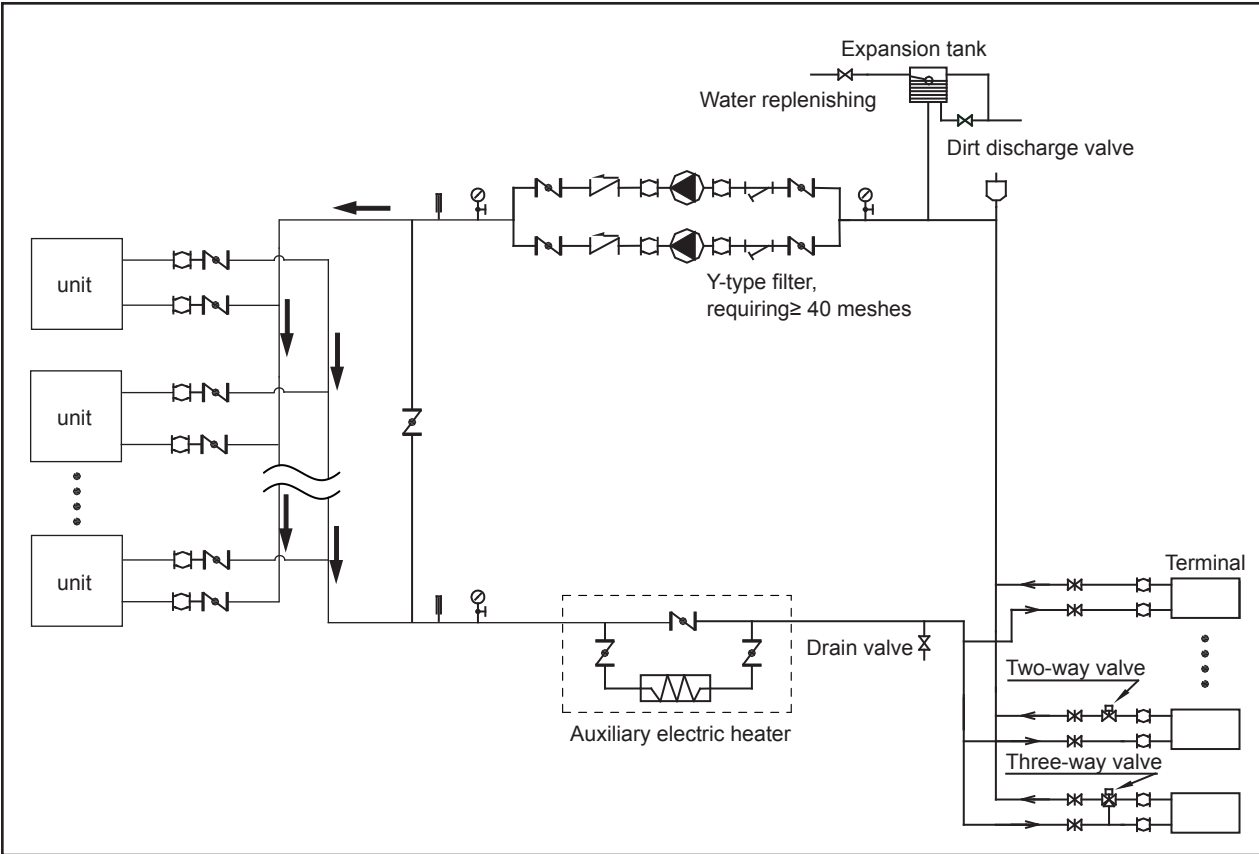 Expansion tank
Water replenishing
Dirt discharge valve
Y-type filter,
requiring≥ 40 meshes
unit
unit
unit
Terminal
Drain valve
Two-way valve
Auxiliary electric heater
Three-way valve